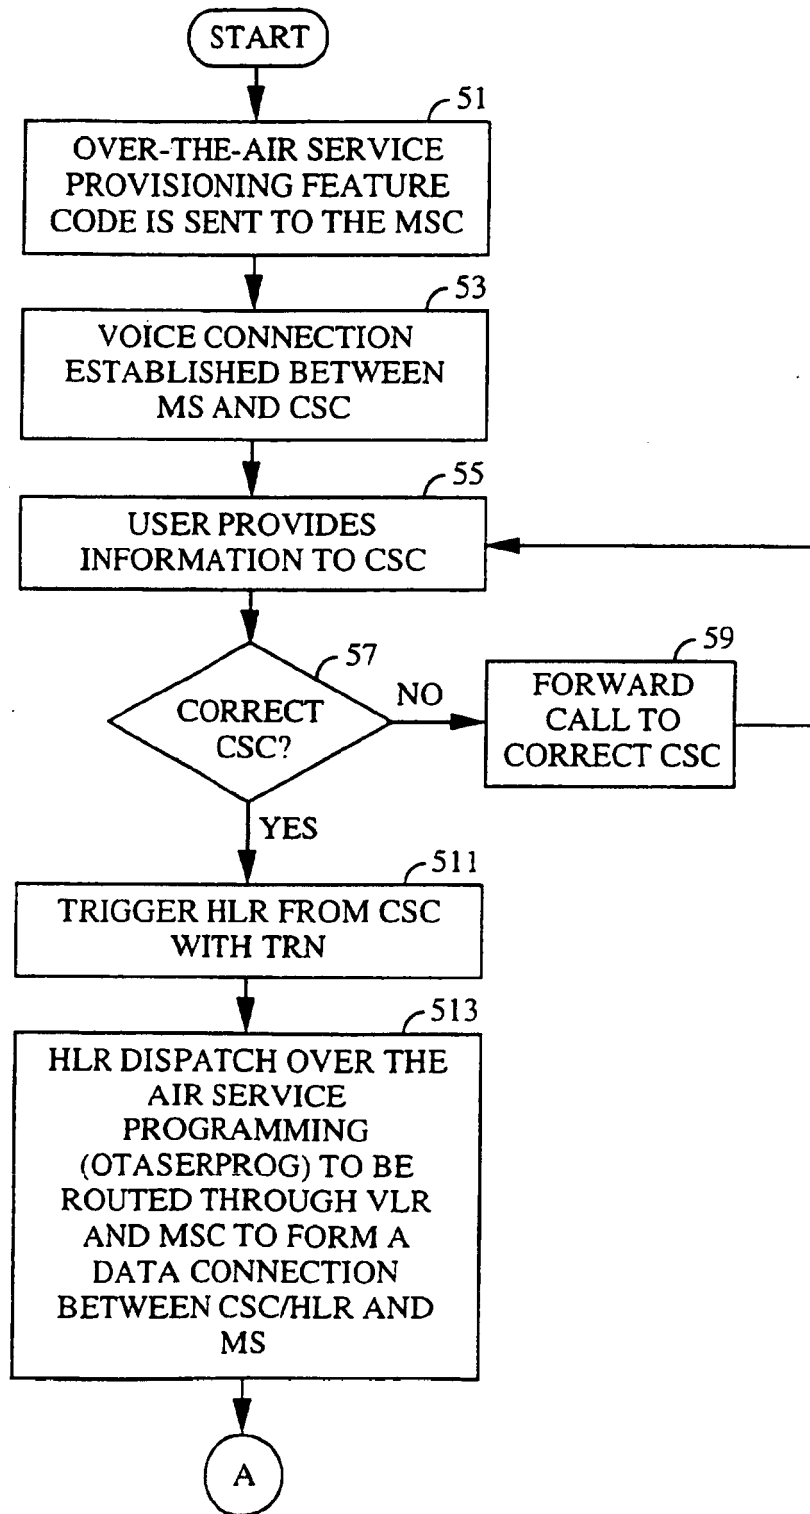 START
51
OVER-THE-AIR SERVICE
PROVISIONING FEATURE
CODE IS SENT TO THE MSC
53
VOICE CONNECTION
ESTABLISHED BETWEEN
MS AND CSC
55
USER PROVIDES
INFORMATION TO CSC
57
CORRECT
CSC?
NO
59
FORWARD
CALL TO
CORRECT CSC
YES
511
TRIGGER HLR FROM CSC
WITH TRN
513
HLR DISPATCH OVER THE
AIR SERVICE
PROGRAMMING
(OTASERPROG) TO BE
ROUTED THROUGH VLR
AND MSC TO FORM A
DATA CONNECTION
BETWEEN CSC/HLR AND
MS
A